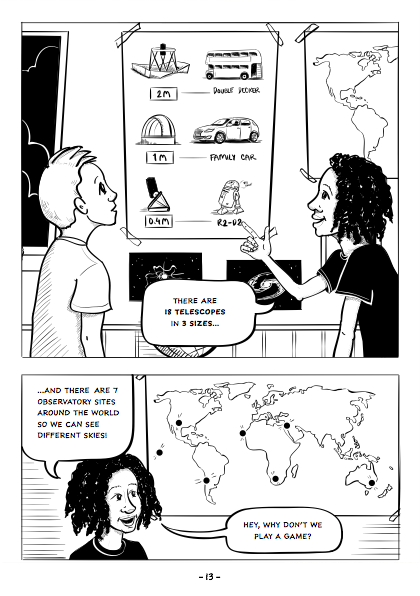 2M
DOUBLE DECKER
1M
FAMILY CAR
0.4M
R2-D2
THERE ARE
18 TELESCOPES
IN 3 SIZES...
...AND THERE ARE 7
OBSERVATORY SITES
AROUND THE WORLD
SO WE CAN SEE
DIFFERENT SKIES!
HEY, WHY DON'T WE
PLAY A GAME?
- 13 -